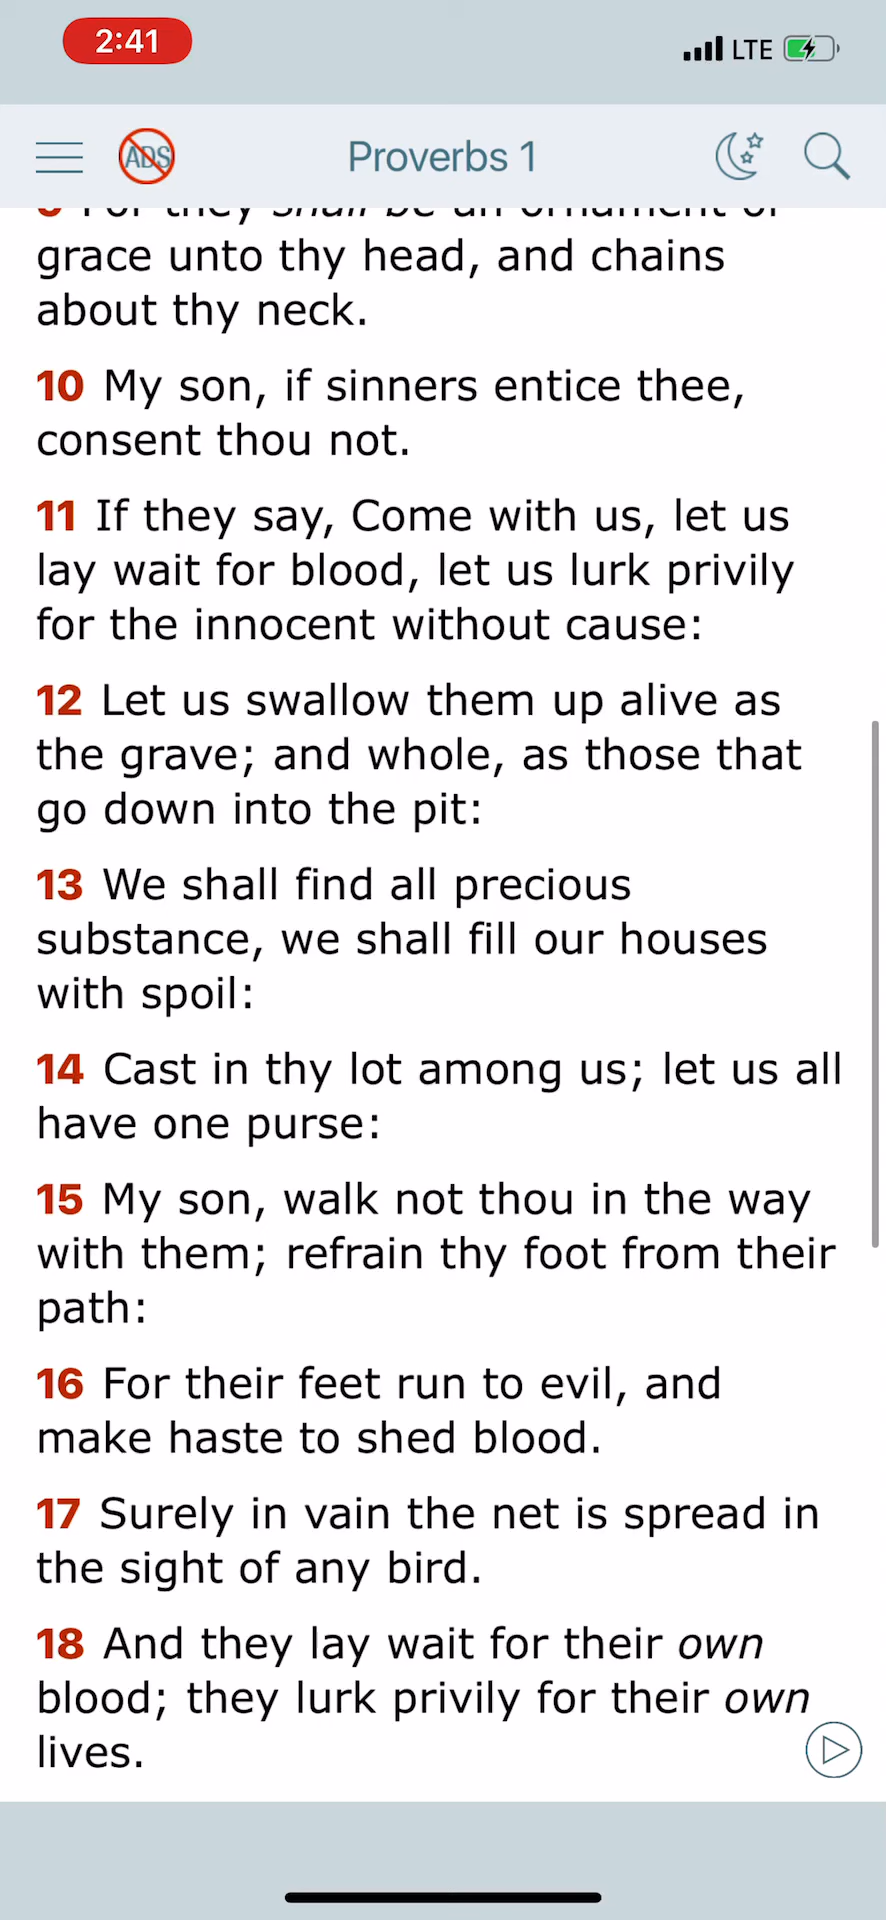 2:41
LTE
ADS
Proverbs 1
9 For they shall be an ornament of
grace unto thy head, and chains
about thy neck.
10 My son, if sinners entice thee,
consent thou not.
11 If they say, Come with us, let us
lay wait for blood, let us lurk privily
for the innocent without cause:
12 Let us swallow them up alive as
the grave; and whole, as those that
go down into the pit:
13 We shall find all precious
substance, we shall fill our houses
with spoil:
14 Cast in thy lot among us; let us all
have one purse:
15 My son, walk not thou in the way
with them; refrain thy foot from their
path:
16 For their feet run to evil, and
make haste to shed blood.
17 Surely in vain the net is spread in
the sight of any bird.
18 And they lay wait for their own
blood; they lurk privily for their own
lives.